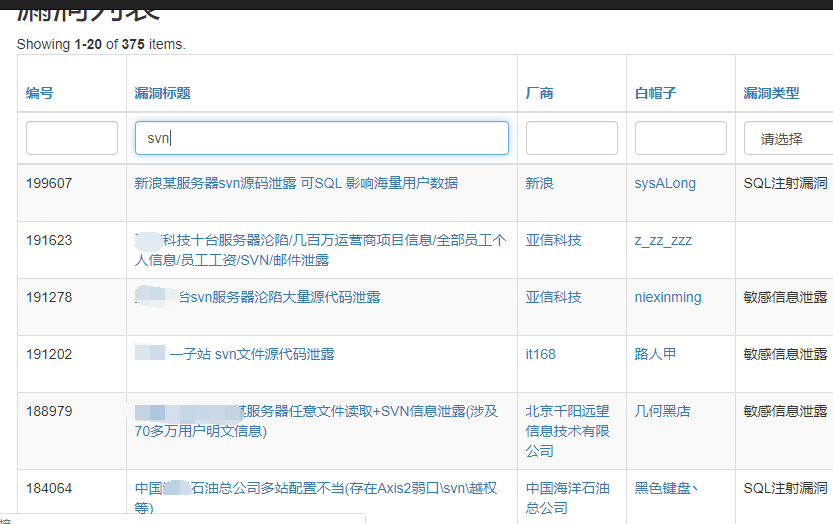 漏洞列表
Showing 1-20 of 375 items.
编号 漏洞标题 厂商 白帽子 漏洞类型
svn 请选择
199607 新浪某服务器svn源码泄露 可SQL 影响海量用户数据 新浪 sysALong SQL注射漏洞
191623 科技十台服务器沦陷/几百万运营商项目信息/全部员工个 亚信科技 z_zz_zzz
人信息/员工工资/SVN/邮件泄露
191278 台svn服务器沦陷大量源代码泄露 亚信科技 niexinming 敏感信息泄露
191202 一子站 svn文件源代码泄露 it168 路人甲 敏感信息泄露
188979 某服务器任意文件读取+SVN信息泄露(涉及 北京千阳远望 几何黑店 敏感信息泄露
70多万用户明文信息) 信息技术有限
公司
184064 中国 石油总公司多站配置不当(存在Axis2弱口\svn\越权 中国海洋石油 黑色键盘丶 SQL注射漏洞
等) 总公司